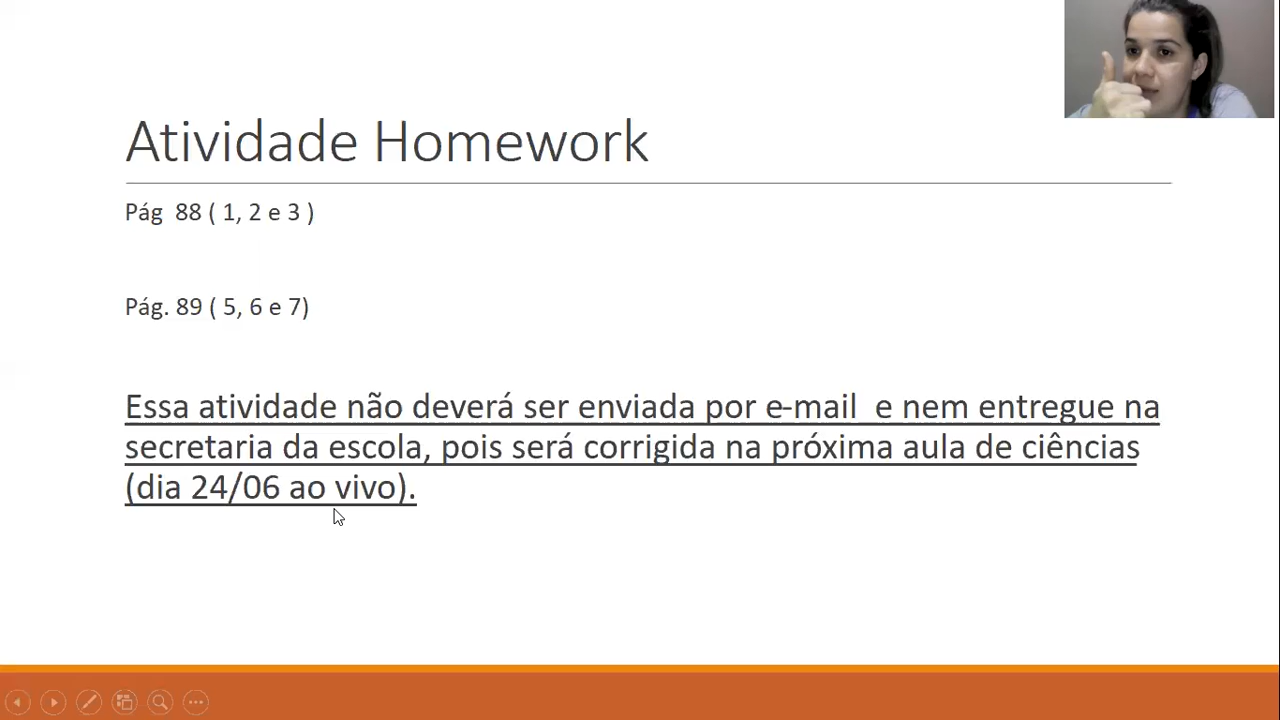 Atividade Homework
Pág 88 ( 1, 2 e 3 )
Pág. 89 ( 5, 6 e 7)
Essa atividade não deverá ser enviada por e-mail e nem entregue na
secretaria da escola, pois será corrigida na próxima aula de ciências
(dia 24/06 ao vivo).